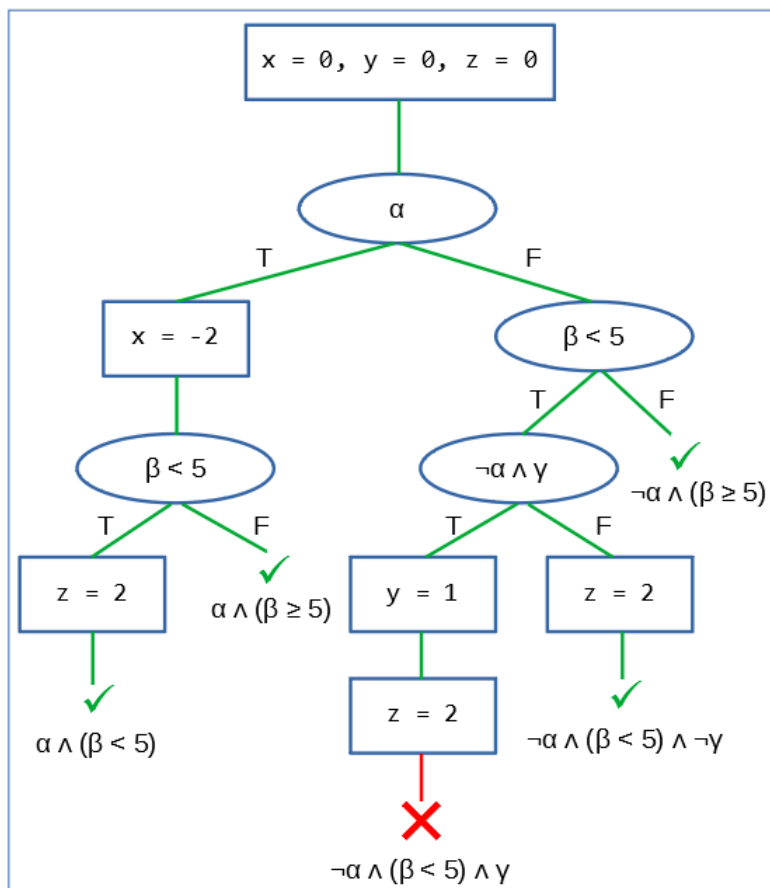 x = 0, y = 0, z = 0
α
T
F
x = -2
β < 5
T
F
β < 5
¬α ∧ γ
¬α ∧ (β ≥ 5)
T
F
T
F
z = 2
α ∧ (β ≥ 5)
y = 1
z = 2
α ∧ (β < 5)
z = 2
¬α ∧ (β < 5) ∧ ¬γ
¬α ∧ (β < 5) ∧ γ